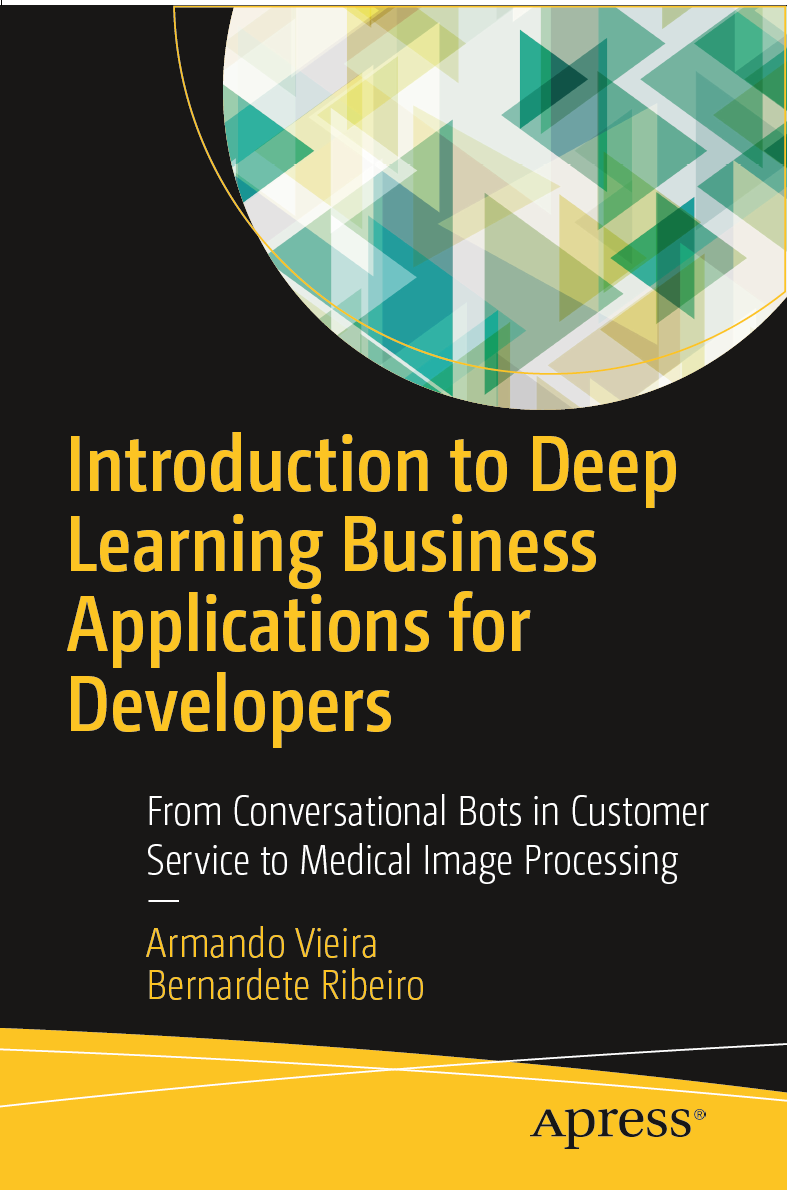 Introduction to Deep
Learning Business
Applications for
Developers
From Conversational Bots in Customer
Service to Medical Image Processing
Armando Vieira
Bernardete Ribeiro
Apress®